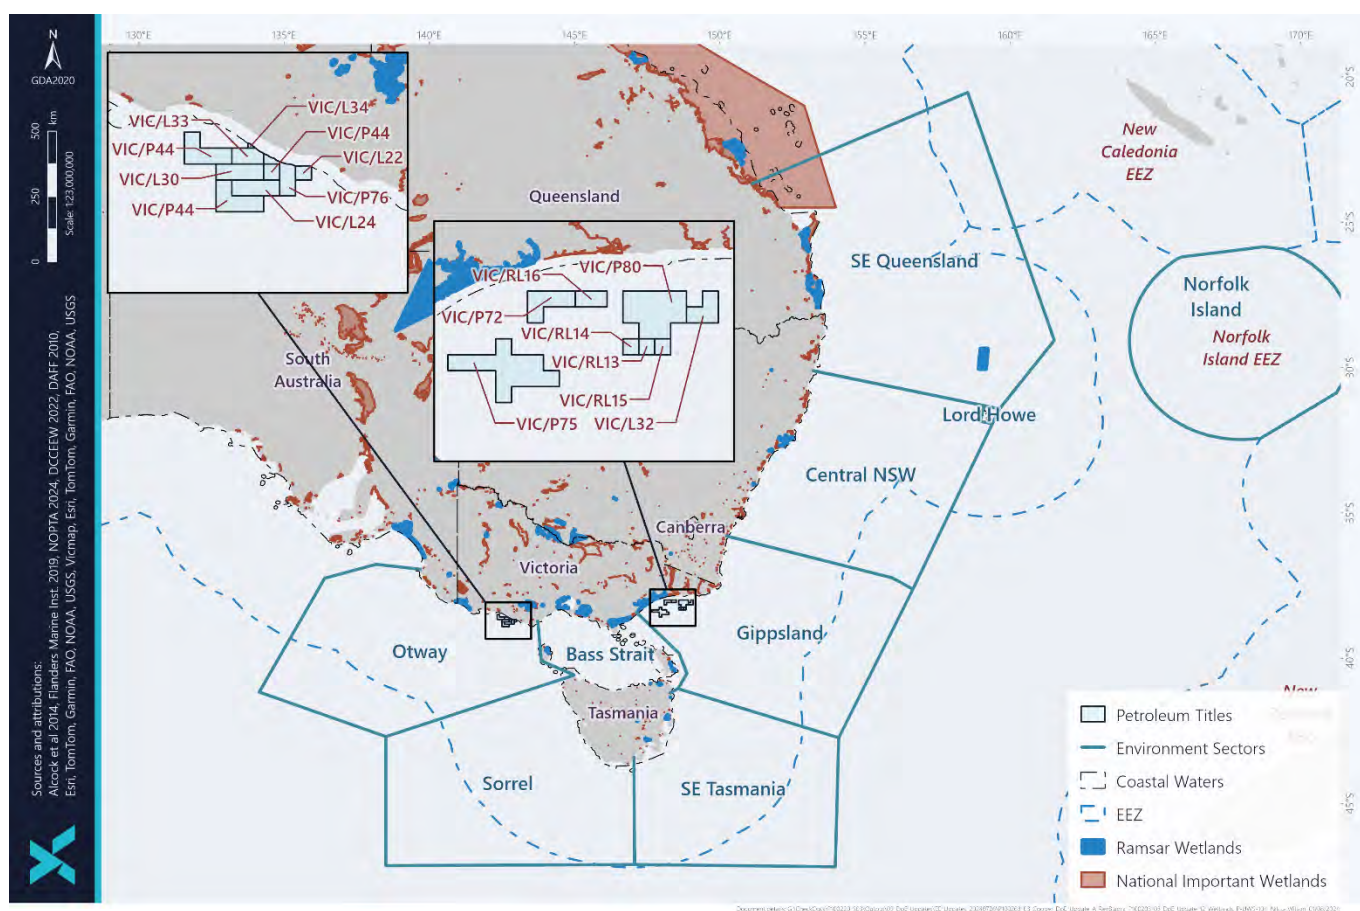 N
GDA2020
500
250
0
km
Scale: 1:23,000,000
Sources and attributions:
Alcock et al 2014, Flanders Marine Inst. 2019, NOPTA 2024, DCCEEW 2022, DAFF 2010,
Esri, TomTom, Garmin, FAO, NOAA, USGS, Vicmap, Esri, TomTom, Garmin, FAO, NOAA, USGS
130°E
135°E
140°E
145°E
150°E
155°E
160°E
165°E
170°E
20°S
25°S
30°S
35°S
40°S
45°S
VIC/L34
VIC/L33
VIC/P44
VIC/P44
VIC/L22
VIC/L30
VIC/P76
VIC/P44
VIC/L24
Queensland
New
Caledonia
EEZ
SE Queensland
VIC/RL16
VIC/P80
VIC/P72
VIC/RL14
VIC/RL13
VIC/RL15
VIC/P75
VIC/L32
Norfolk
Island
Norfolk
Island EEZ
South
Australia
Lord Howe
Central NSW
Canberra
Victoria
Gippsland
Otway
Bass Strait
Tasmania
Sorrel
SE Tasmania
New
Petroleum Titles
Environment Sectors
Coastal Waters
EEZ
Ramsar Wetlands
National Important Wetlands